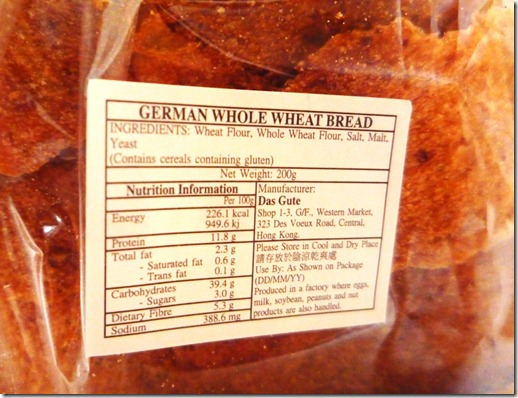 GERMAN WHOLE WHEAT BREAD
INGREDIENTS: Wheat Flour, Whole Wheat Flour, Salt, Malt,
Yeast
(Contains cereals containing gluten)
Net Weight: 200g
Nutrition Information
Per 100g
Energy 226.1 kcal
949.6 kj
Protein 11.8 g
Total fat 2.3 g
- Saturated fat 0.6 g
- Trans fat 0.1 g
Carbohydrates 39.4 g
- Sugars 3.0 g
Dietary Fibre 5.3 g
Sodium 388.6 mg
Manufacturer:
Das Gute
Shop 1-3, G/F., Western Market,
323 Des Voeux Road, Central,
Hong Kong.
Please Store in Cool and Dry Place
請存放於陰涼乾爽處
Use By: As Shown on Package
(DD/MM/YY)
Produced in a factory where eggs,
milk, soybean, peanuts and nut
products are also handled.